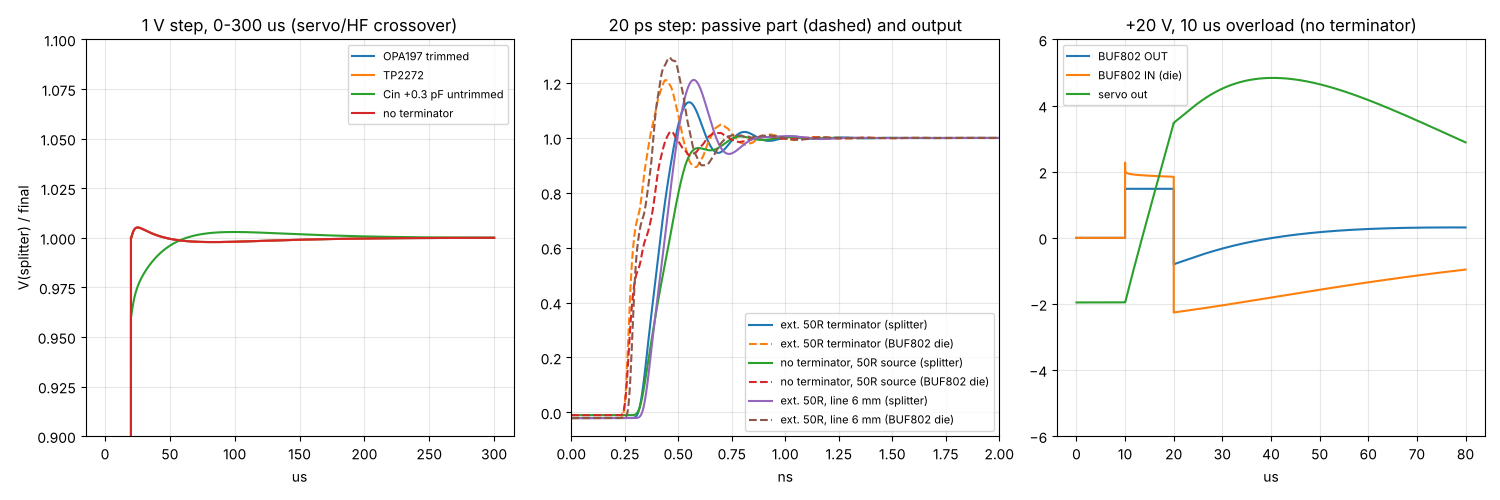 1 V step, 0-300 us (servo/HF crossover)
V(splitter) / final
1.100
1.075
1.050
1.025
1.000
0.975
0.950
0.925
0.900
OPA197 trimmed
TP2272
Cin +0.3 pF untrimmed
no terminator
0 50 100 150 200 250 300
us
20 ps step: passive part (dashed) and output
1.2
1.0
0.8
0.6
0.4
0.2
0.0
ext. 50R terminator (splitter)
ext. 50R terminator (BUF802 die)
no terminator, 50R source (splitter)
no terminator, 50R source (BUF802 die)
ext. 50R, line 6 mm (splitter)
ext. 50R, line 6 mm (BUF802 die)
0.00 0.25 0.50 0.75 1.00 1.25 1.50 1.75 2.00
ns
+20 V, 10 us overload (no terminator)
6
4
2
0
−2
−4
−6
BUF802 OUT
BUF802 IN (die)
servo out
0 10 20 30 40 50 60 70 80
us